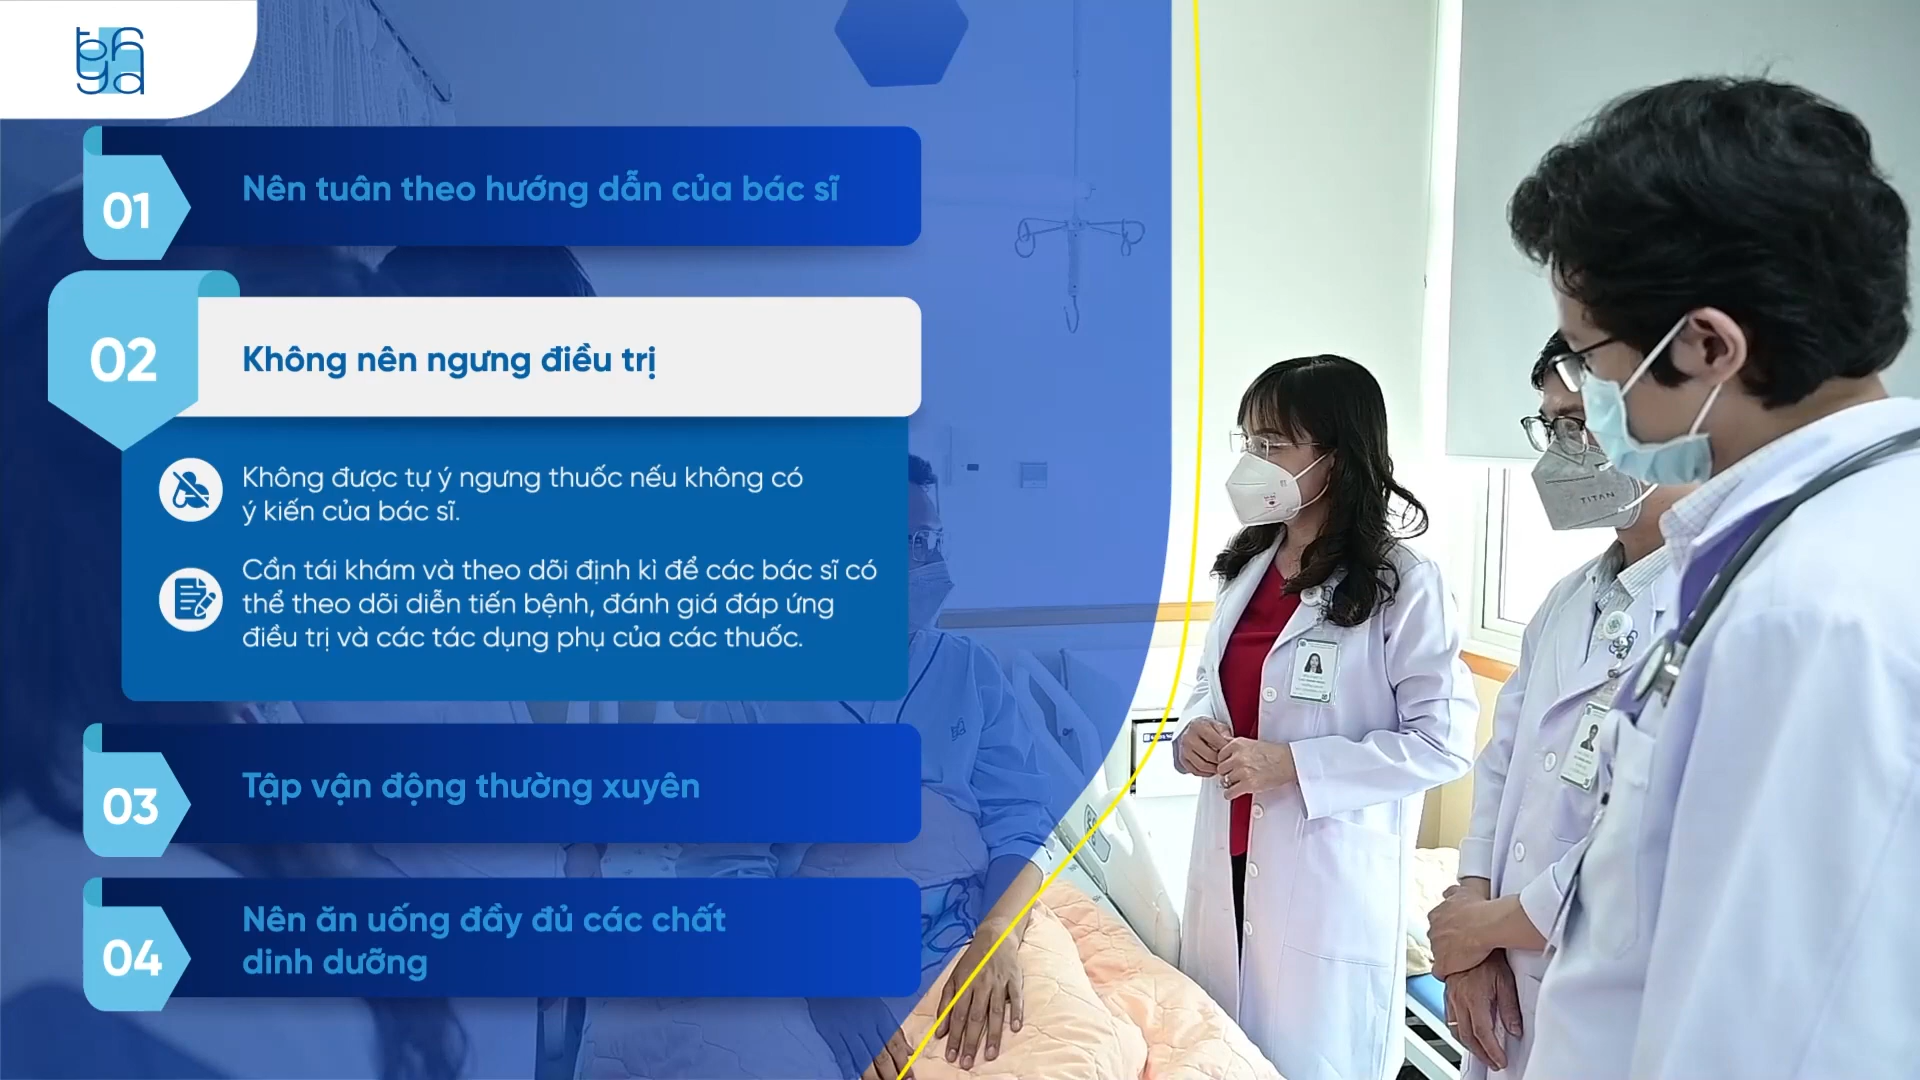 01
Nên tuân theo hướng dẫn của bác sĩ
02
Không nên ngưng điều trị
Không được tự ý ngưng thuốc nếu không có
ý kiến của bác sĩ.
Cần tái khám và theo dõi định kì để các bác sĩ có
thể theo dõi diễn tiến bệnh, đánh giá đáp ứng
điều trị và các tác dụng phụ của các thuốc.
03
Tập vận động thường xuyên
04
Nên ăn uống đầy đủ các chất
dinh dưỡng
TITAN